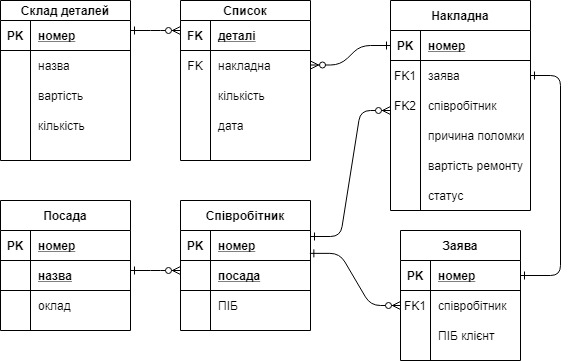 Склад деталей
PK номер
назва
вартість
кількість
Список
FK деталі
FK накладна
кількість
дата
Накладна
PK номер
FK1 заява
FK2 співробітник
причина поломки
вартість ремонту
статус
Посада
PK номер
назва
оклад
Співробітник
PK номер
посада
ПІБ
Заява
PK номер
FK1 співробітник
ПІБ клієнт